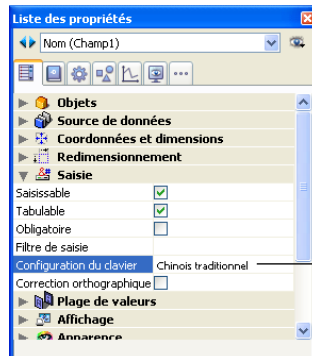 Liste des propriétés
Nom (Champ1)
Objets
Source de données
Coordonnées et dimensions
Redimensionnement
Saisie
Saisissable
Tabulable
Obligatoire
Filtre de saisie
Configuration du clavier Chinois traditionnel
Correction orthographique
Plage de valeurs
Affichage
Apparence